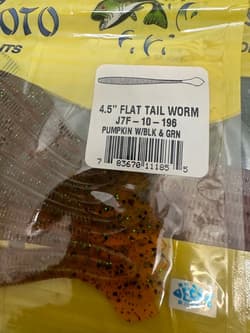 OTO
ITS
4.5" FLAT TAIL WORM
J7F-10-196
PUMPKIN W/BLK & GRN
7 83670 11185 5